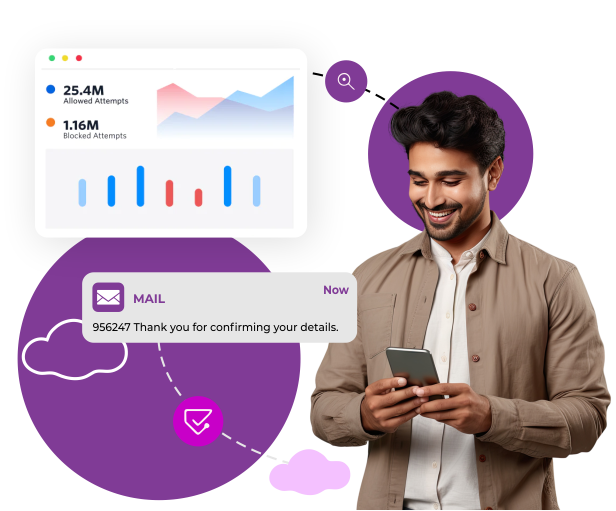 25.4M
Allowed Attempts
1.16M
Blocked Attempts
MAIL
Now
956247 Thank you for confirming your details.